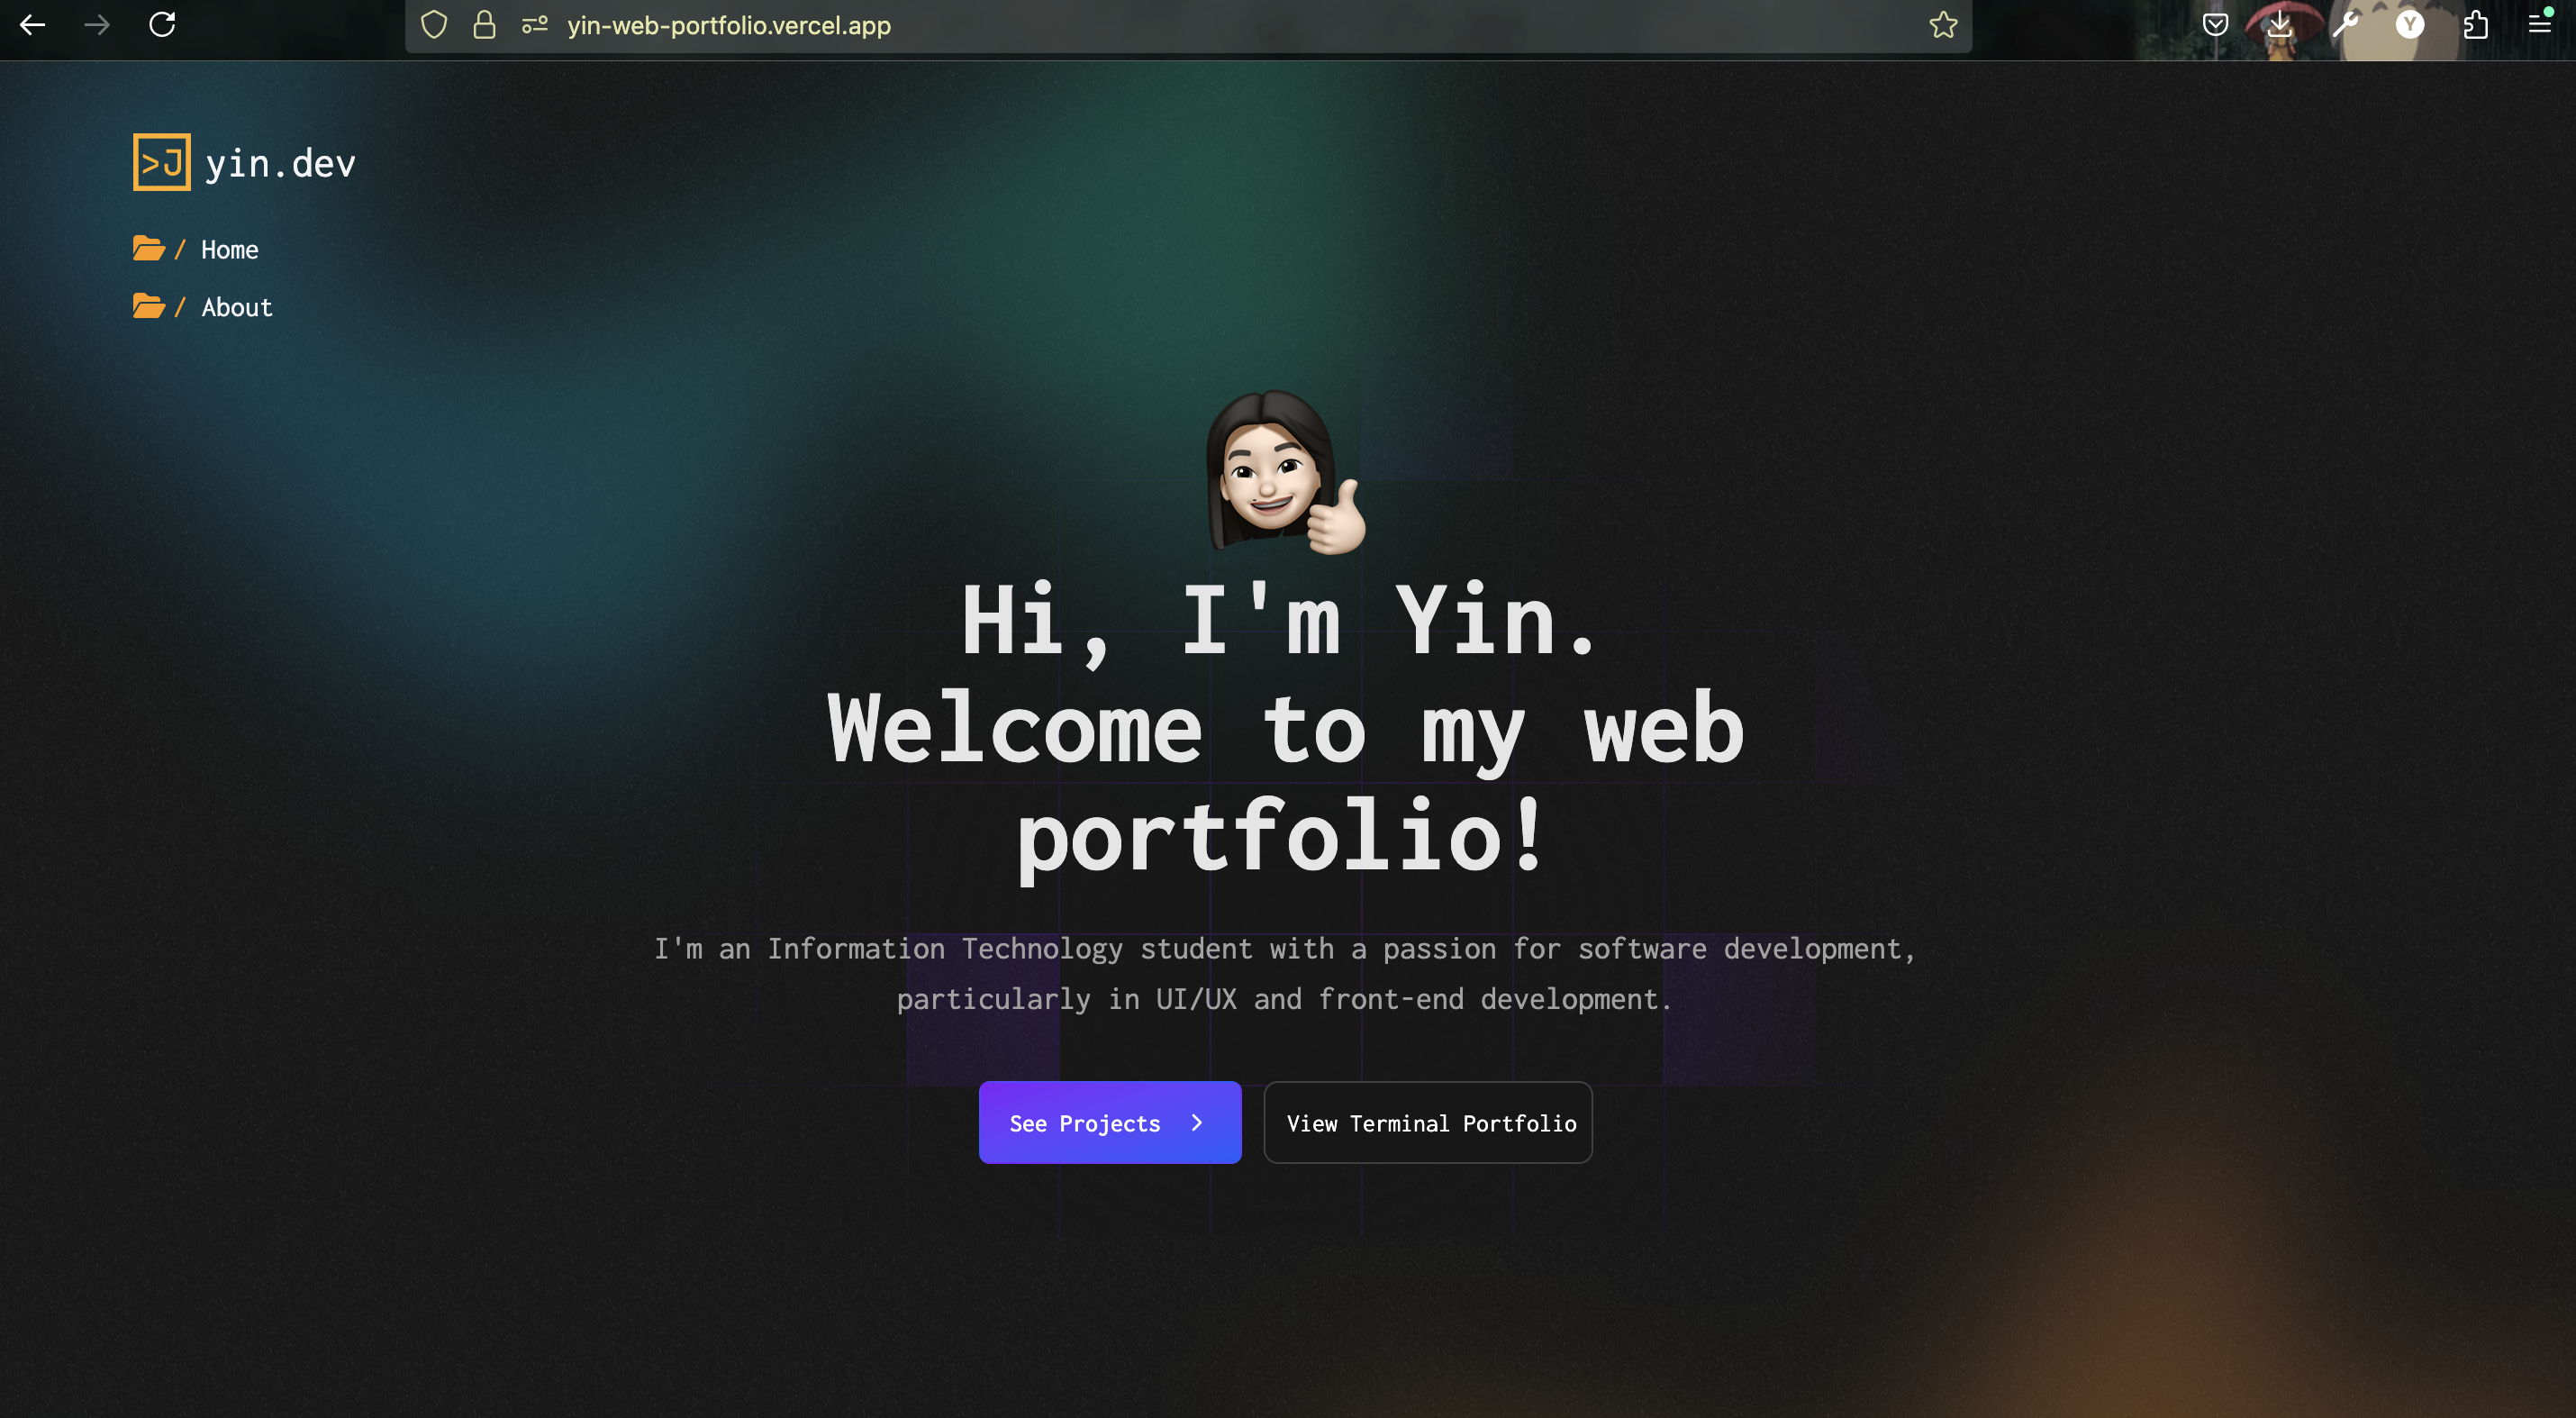 yin-web-portfolio.vercel.app
Y
>J yin.dev
/ Home
/ About
Hi, I'm Yin.
Welcome to my web
portfolio!
I'm an Information Technology student with a passion for software development,
particularly in UI/UX and front-end development.
See Projects
View Terminal Portfolio